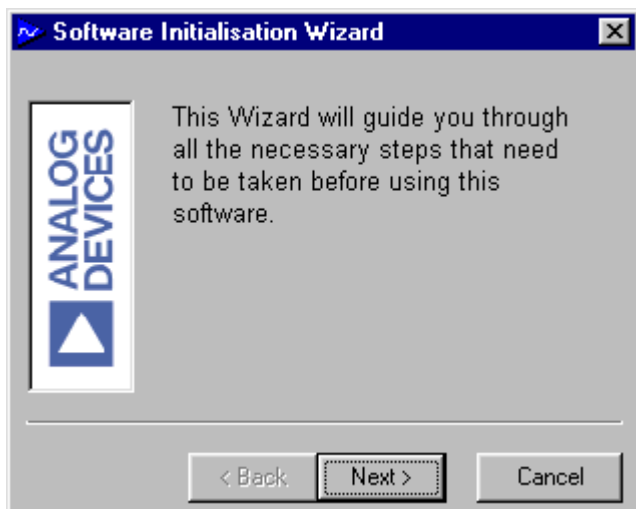 Software Initialisation Wizard
ANALOG
DEVICES
This Wizard will guide you through
all the necessary steps that need
to be taken before using this
software.
< Back
Next >
Cancel